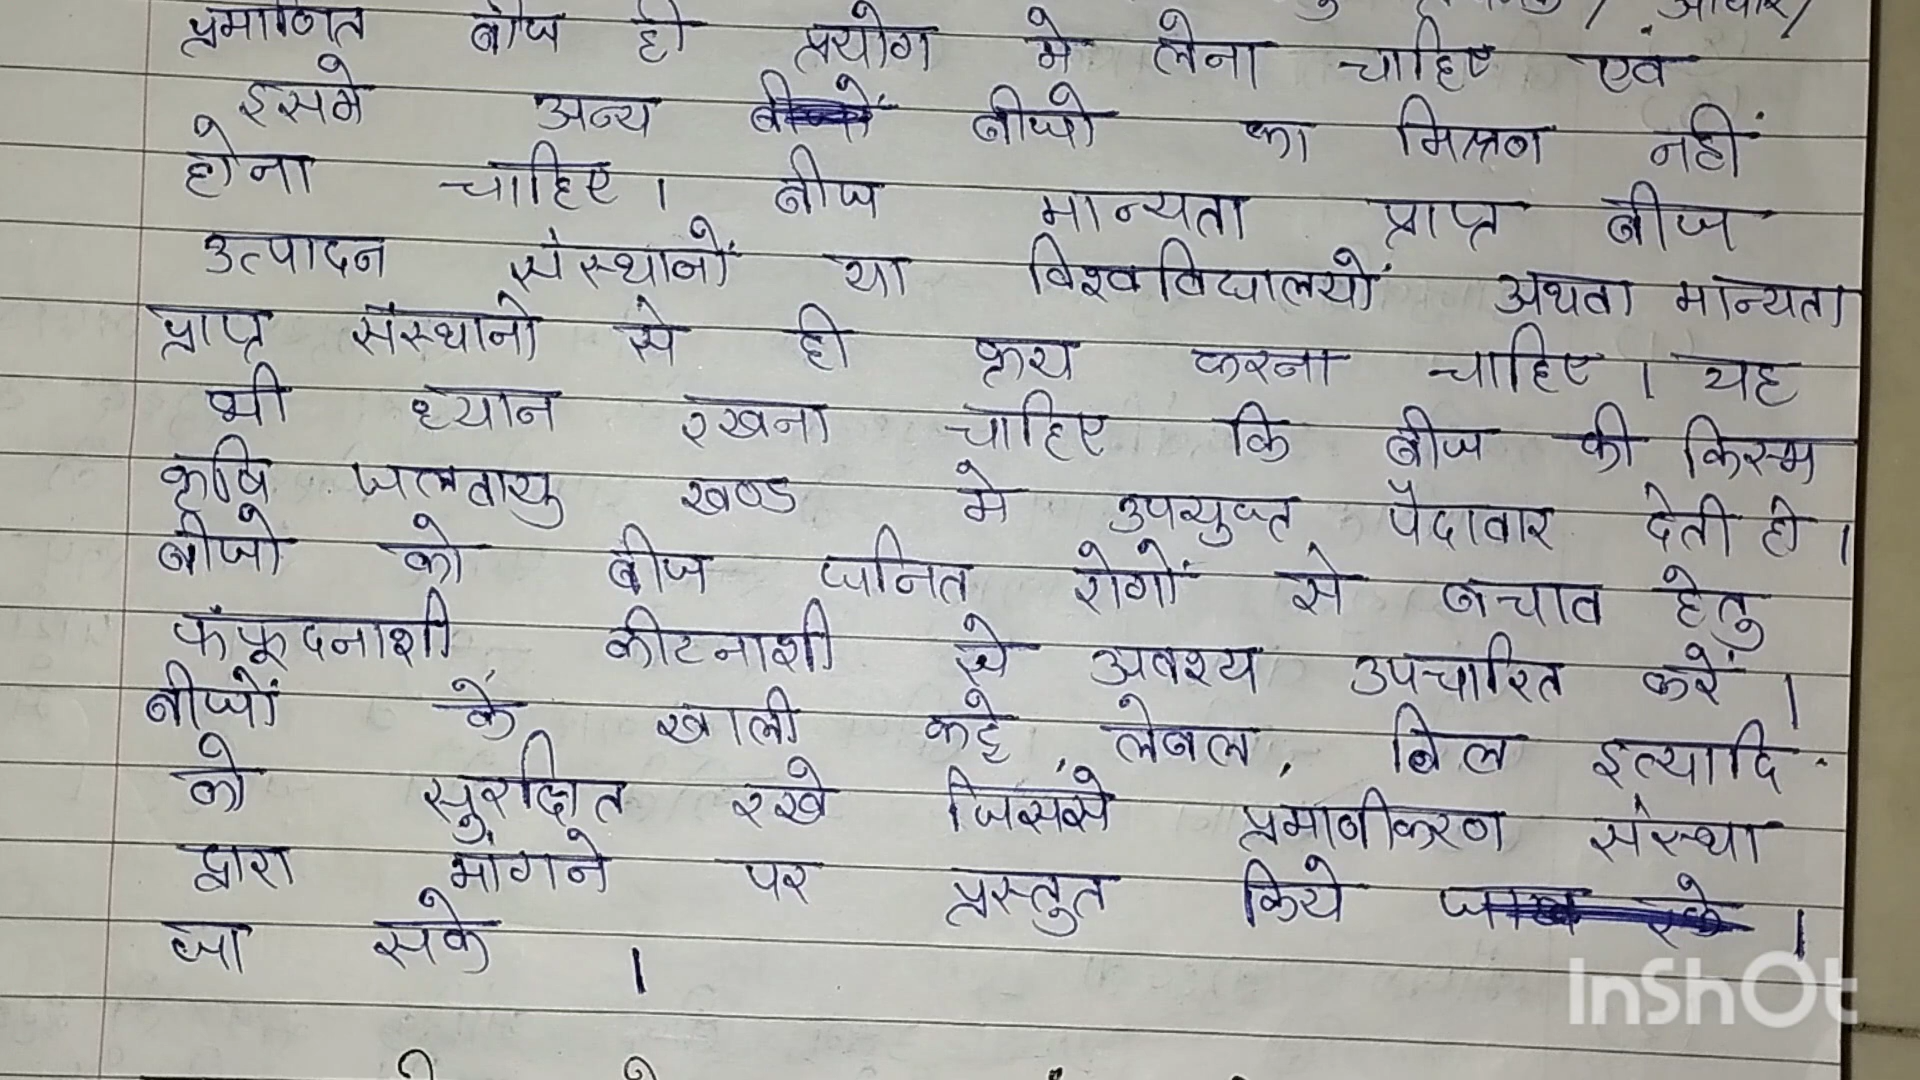 आधार/
प्रमाणित बीज ही प्रयोग मे लेना चाहिए एवं
इसमे अन्य बीजो का मिश्रण नहीं
होना चाहिए । बीज मान्यता प्राप्त बीज
उत्पादन संस्थानों या विश्वविद्यालयों अथवा मान्यता
प्राप्त संस्थानो से ही क्रय करना चाहिए । यह
भी ध्यान रखना चाहिए कि बीज की किस्म
कृषि जलवायु खण्ड मे उपयुक्त पैदावार देती हो ।
बीजो को बीज जनित रोगों से बचाव हेतु
फंफूदनाशी कीटनाशी से अवश्य उपचारित करें ।
बीजों कें खाली कट्टे, लेबल, बिल इत्यादि
को सुरक्षित रखे जिससे प्रमाणीकरण संस्था
द्वारा मांगने पर प्रस्तुत किये ।
जा सके ।
InShOt